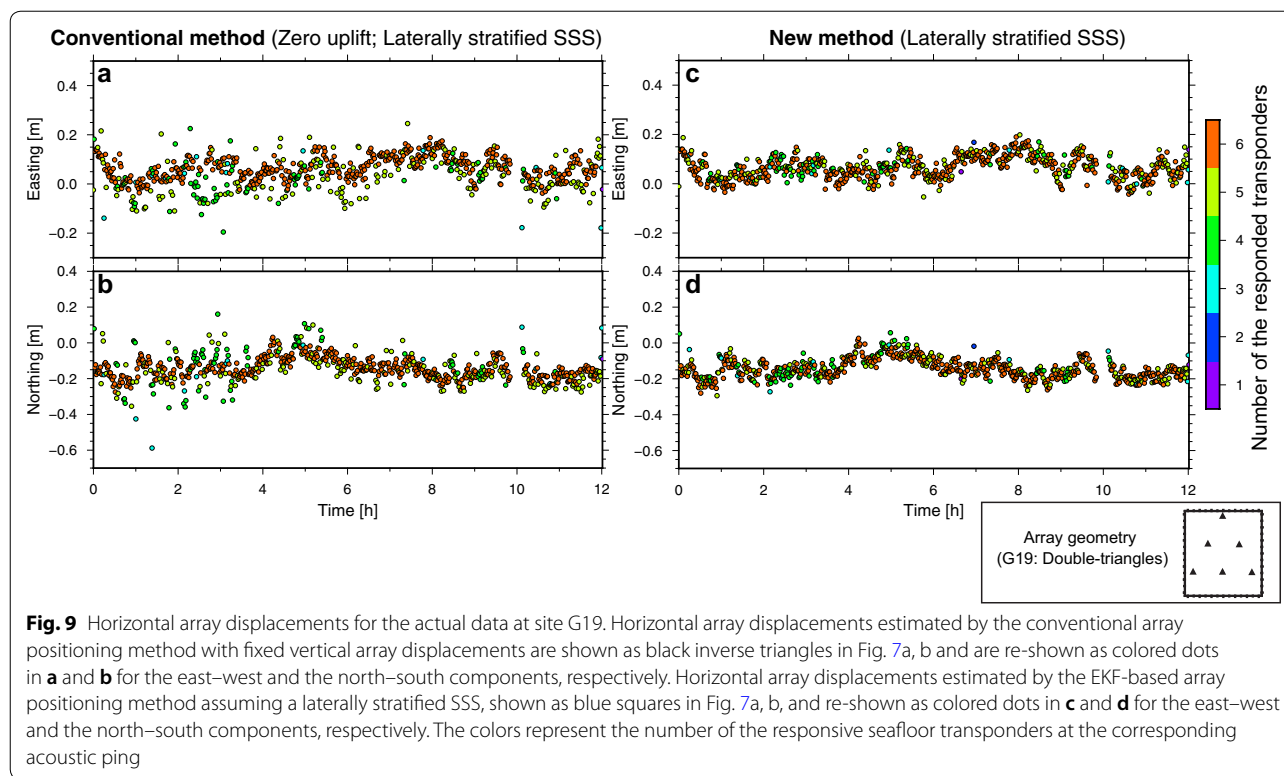 Conventional method (Zero uplift; Laterally stratified SSS)
New method (Laterally stratified SSS)
a
0.4
0.2
0.0
−0.2
Easting [m]
b
0.4
0.2
0.0
−0.2
−0.4
−0.6
Northing [m]
0 2 4 6 8 10 12
Time [h]
c
0.4
0.2
0.0
−0.2
Easting [m]
d
0.4
0.2
0.0
−0.2
−0.4
−0.6
Northing [m]
0 2 4 6 8 10 12
Time [h]
6
5
4
3
2
1
Number of the responded transponders
Array geometry
(G19: Double-triangles)
Fig. 9 Horizontal array displacements for the actual data at site G19. Horizontal array displacements estimated by the conventional array
positioning method with fixed vertical array displacements are shown as black inverse triangles in Fig. 7a, b and are re-shown as colored dots
in a and b for the east–west and the north–south components, respectively. Horizontal array displacements estimated by the EKF-based array
positioning method assuming a laterally stratified SSS, shown as blue squares in Fig. 7a, b, and re-shown as colored dots in c and d for the east–west
and the north–south components, respectively. The colors represent the number of the responsive seafloor transponders at the corresponding
acoustic ping